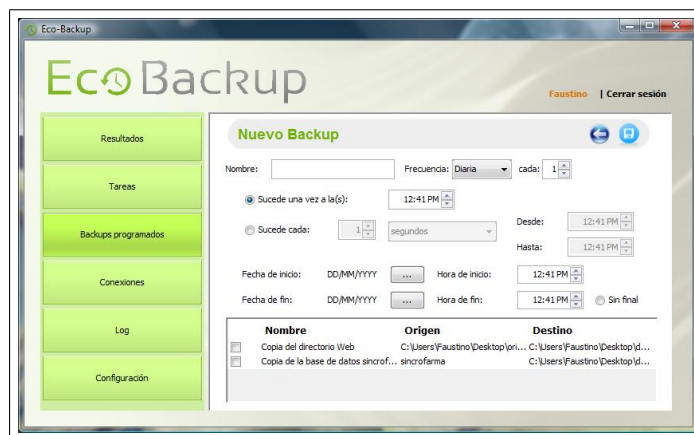 Eco-Backup
Eco Backup
Faustino | Cerrar sesión
Resultados
Tareas
Backups programados
Conexiones
Log
Configuración
Nuevo Backup
Nombre: Frecuencia: Diaria cada: 1
Sucede una vez a la(s): 12:41 PM
Sucede cada: 1 segundos Desde: 12:41 PM
Hasta: 12:41 PM
Fecha de inicio: DD/MM/YYYY ... Hora de inicio: 12:41 PM
Fecha de fin: DD/MM/YYYY ... Hora de fin: 12:41 PM Sin final
Nombre Origen Destino
Copia del directorio Web C:\Users\Faustino\Desktop\ori... C:\Users\Faustino\Desktop\d...
Copia de la base de datos sincrof... sincrofarma C:\Users\Faustino\Desktop\d...